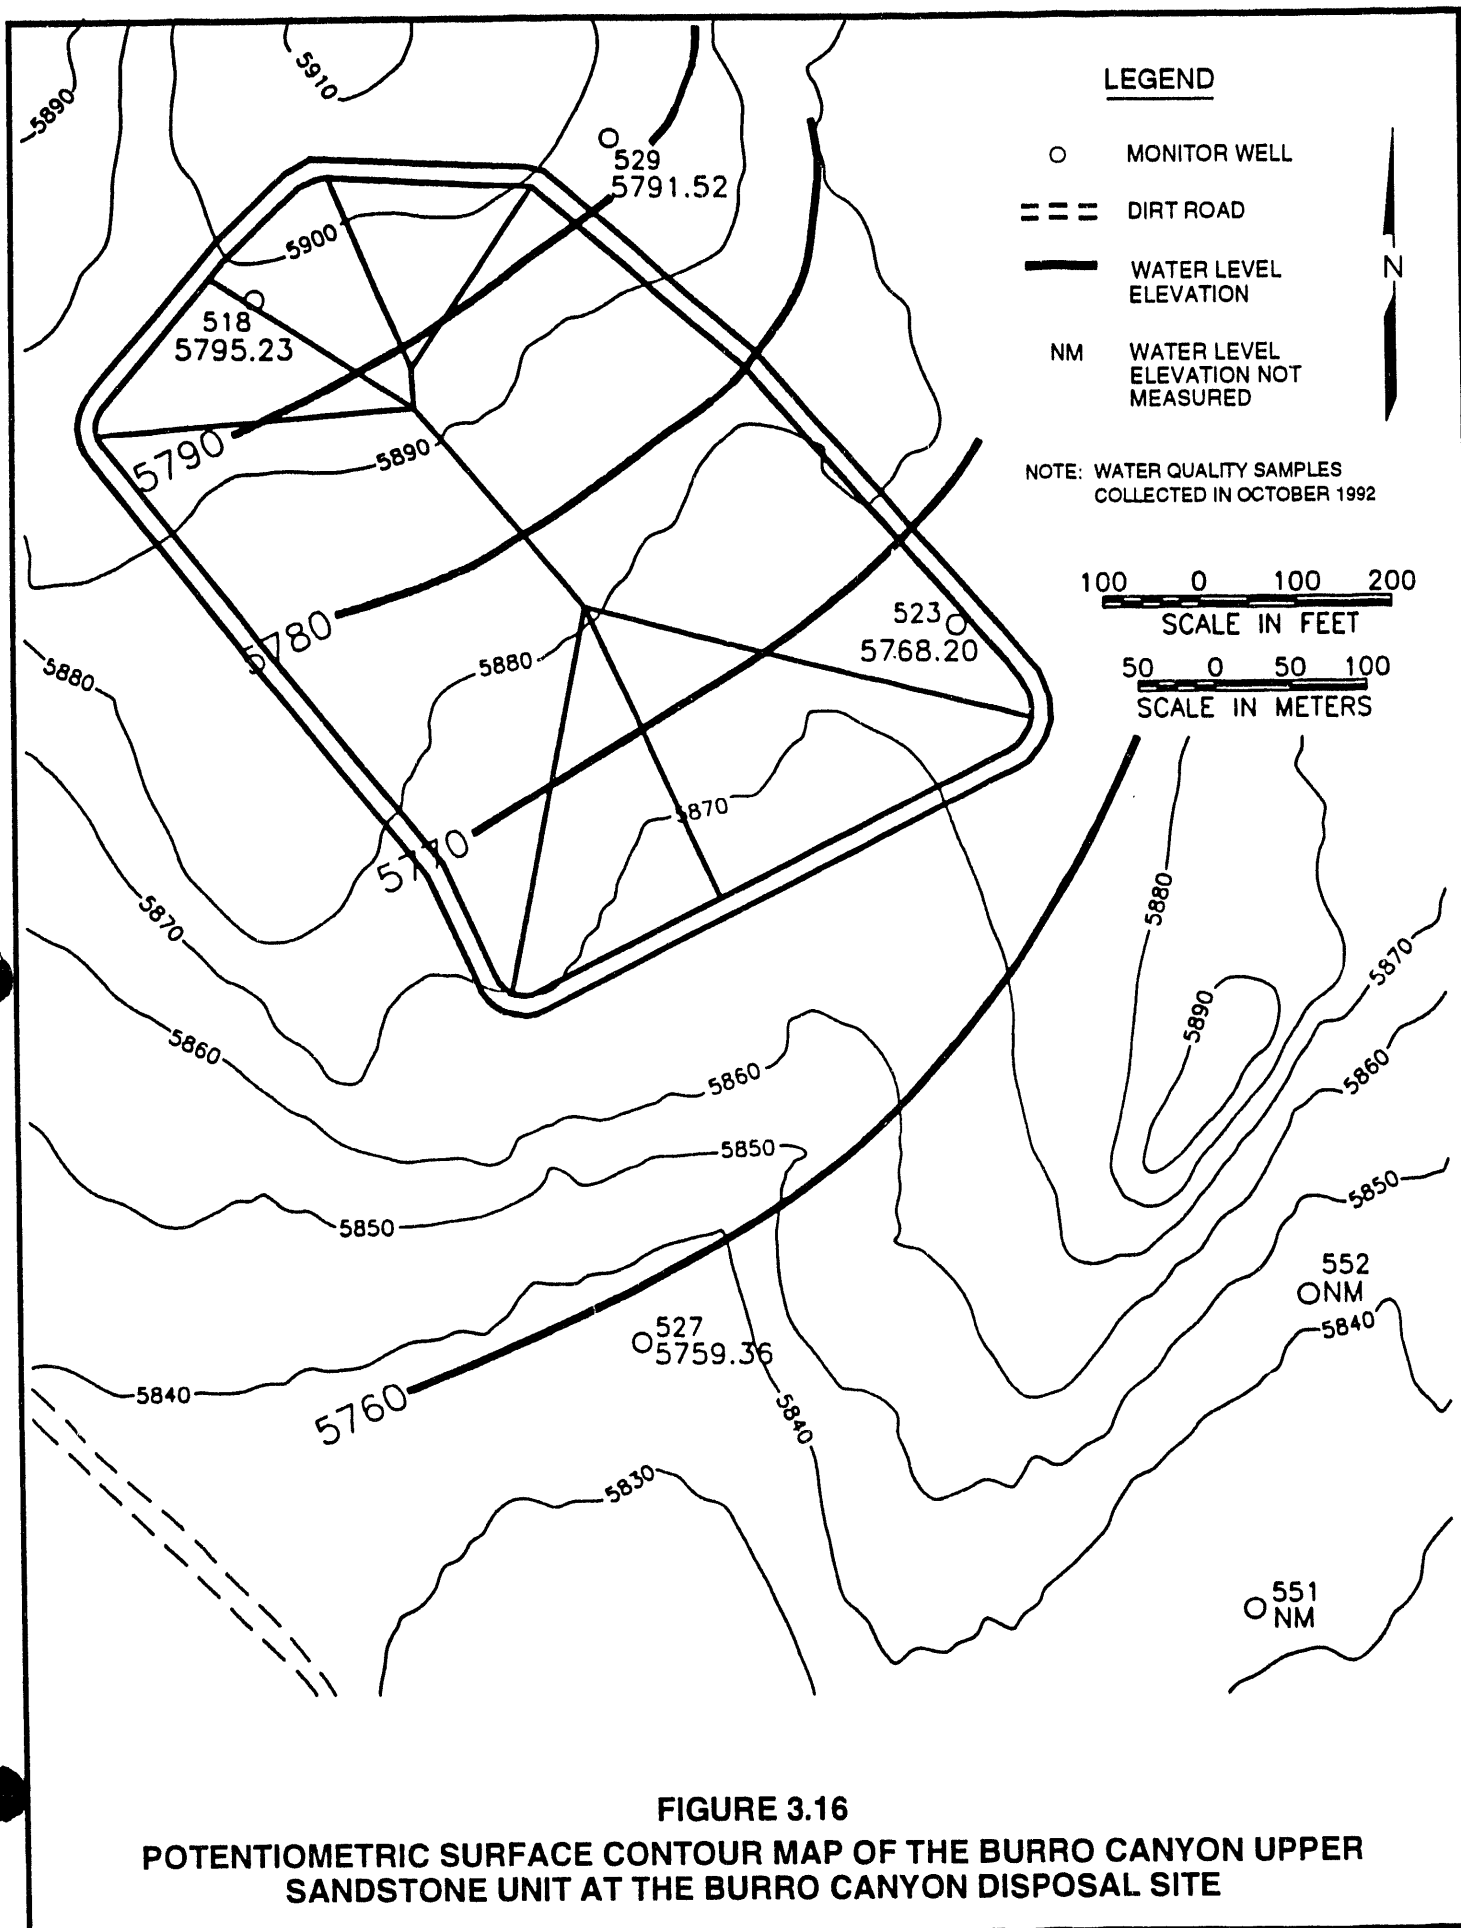 LEGEND
MONITOR WELL
DIRT ROAD
WATER LEVEL
ELEVATION
NM WATER LEVEL
ELEVATION NOT
MEASURED
N
NOTE: WATER QUALITY SAMPLES
COLLECTED IN OCTOBER 1992
100 0 100 200
SCALE IN FEET
50 0 50 100
SCALE IN METERS
5910
5890
529
5791.52
5900
518
5795.23
5790
5890
5780
523
5768.20
5880
5880
5770
5870
5880
5870
5870
5890
5860
5860
5860
5850
5850
5850
552
NM
527
5759.36
5840
5840
5760
5840
5830
551
NM
FIGURE 3.16
POTENTIOMETRIC SURFACE CONTOUR MAP OF THE BURRO CANYON UPPER
SANDSTONE UNIT AT THE BURRO CANYON DISPOSAL SITE